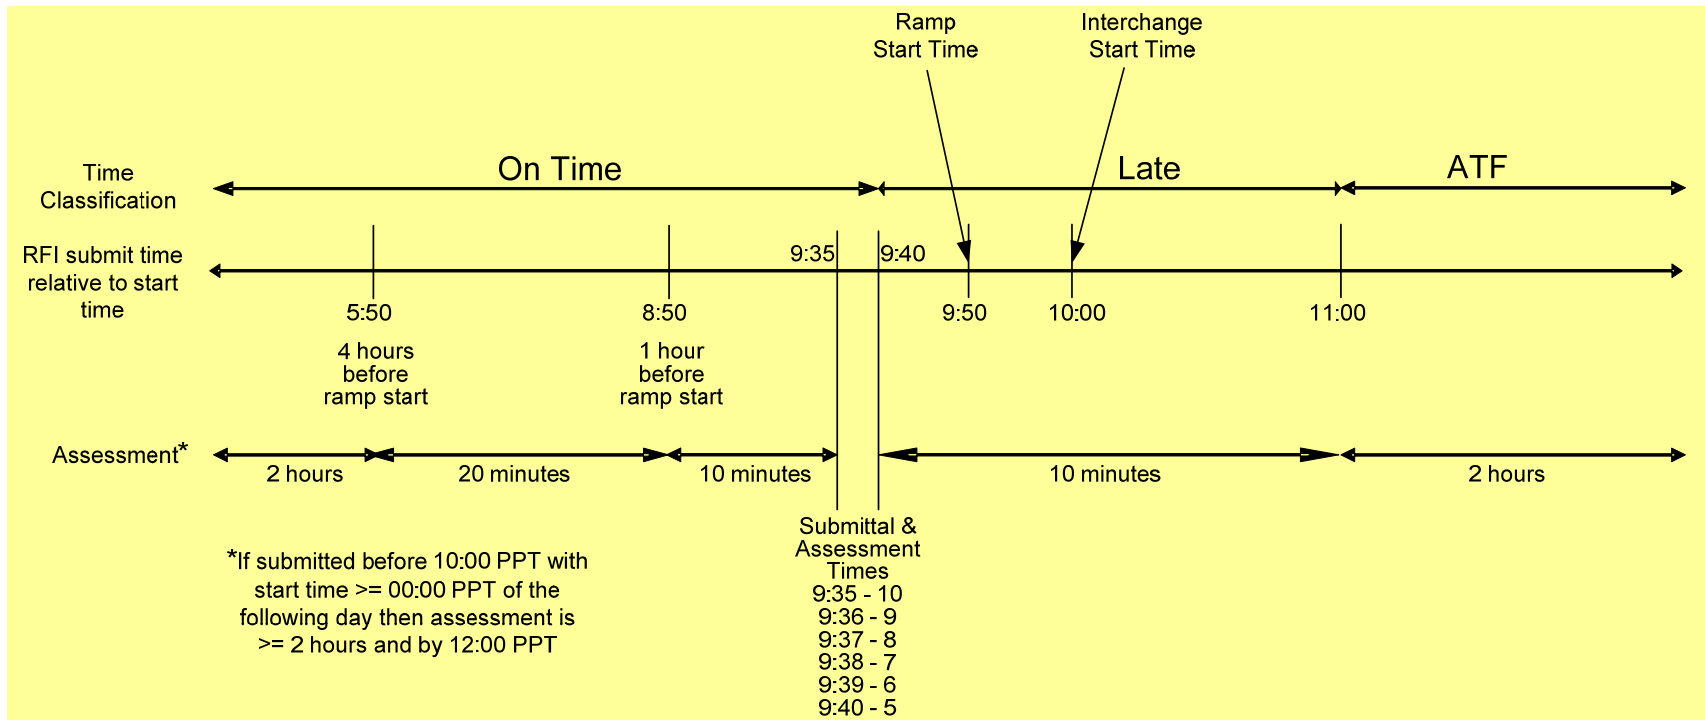 Ramp
Start Time
Interchange
Start Time
Time
Classification
On Time
Late
ATF
RFI submit time
relative to start
time
9:35
9:40
5:50
8:50
9:50
10:00
11:00
4 hours
before
ramp start
1 hour
before
ramp start
Assessment*
2 hours
20 minutes
10 minutes
10 minutes
2 hours
Submittal &
Assessment
Times
9:35 - 10
9:36 - 9
9:37 - 8
9:38 - 7
9:39 - 6
9:40 - 5
*If submitted before 10:00 PPT with
start time >= 00:00 PPT of the
following day then assessment is
>= 2 hours and by 12:00 PPT